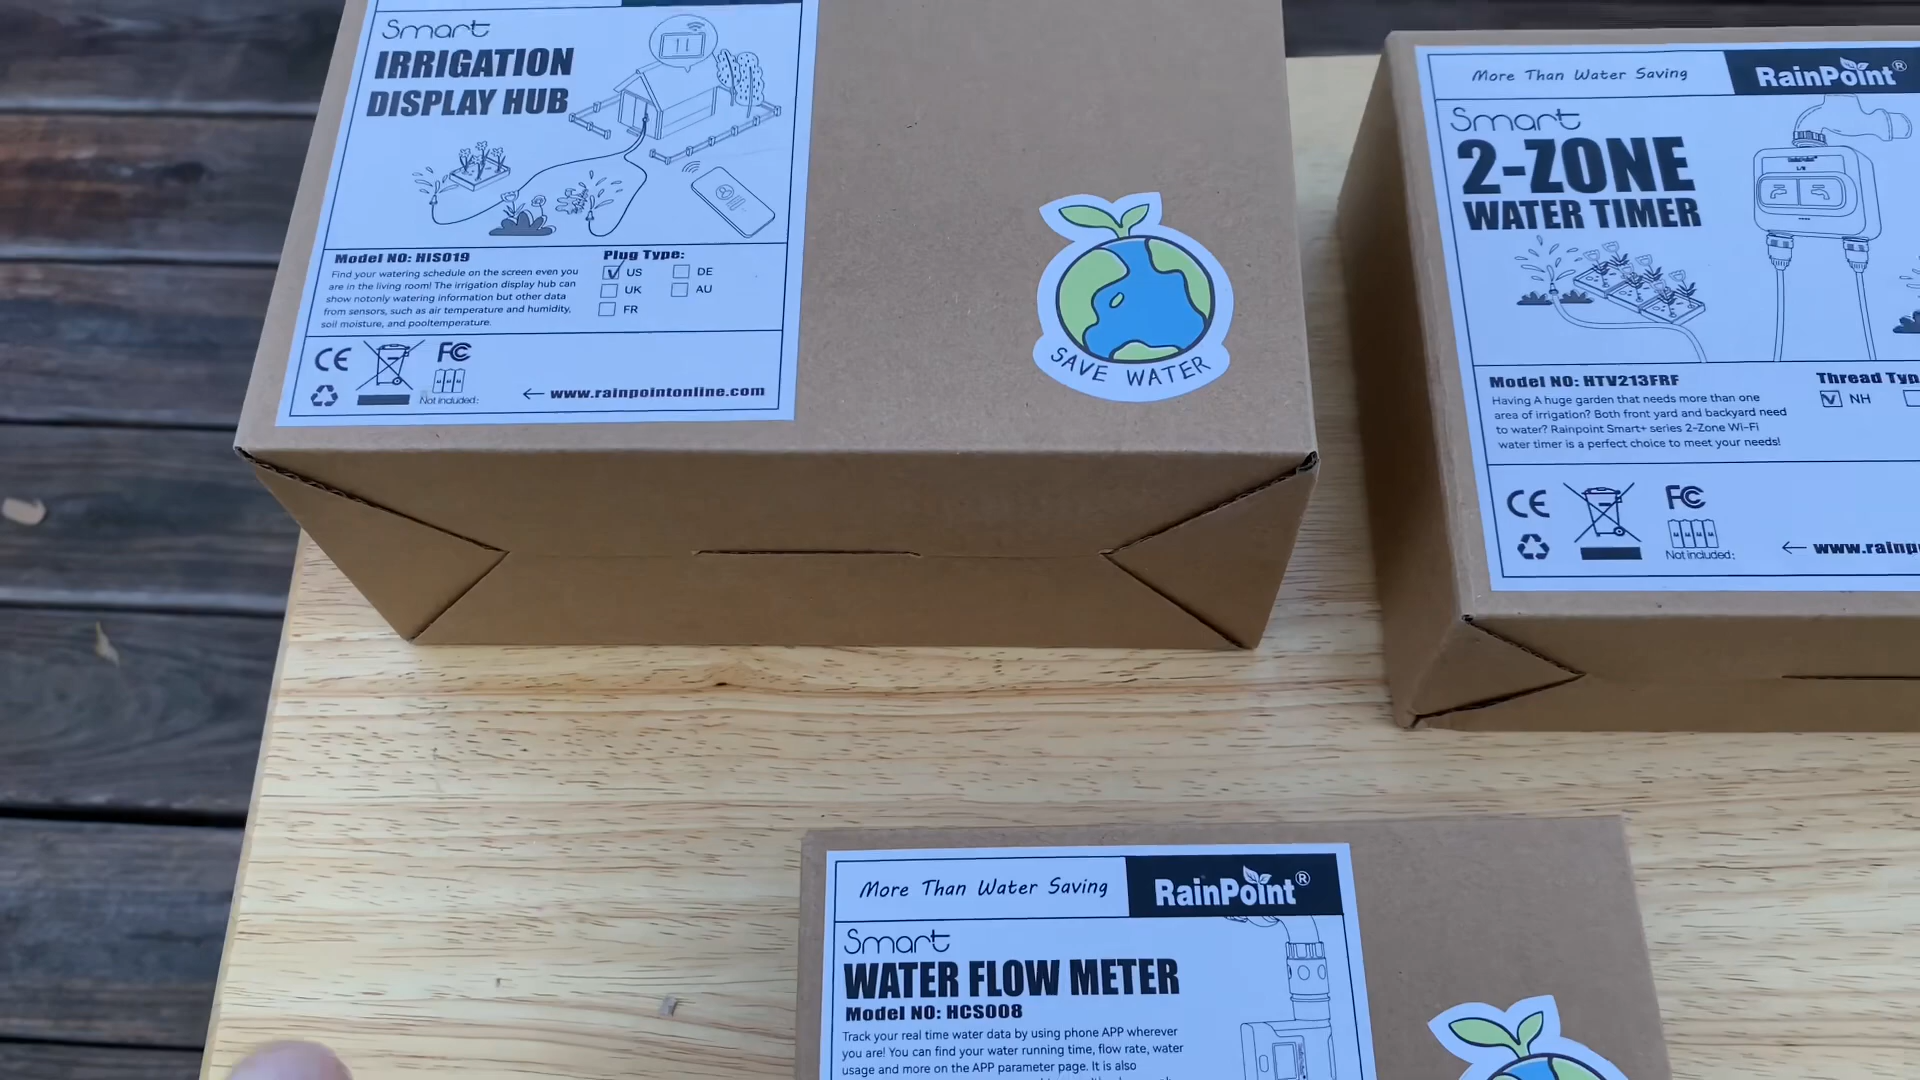 Smart
IRRIGATION
DISPLAY HUB
Model NO: HIS019
Find your watering schedule on the screen even you
are in the living room! The irrigation display hub can
show notonly watering information but other data
from sensors, such as air temperature and humidity,
soil moisture, and pooltemperature.
Plug Type:
US DE
UK AU
FR
CE
FC
Not included:
www.rainpointonline.com
SAVE WATER
More Than Water Saving
RainPoint®
Smart
2-ZONE
WATER TIMER
Model NO: HTV213FRF
Having A huge garden that needs more than one
area of irrigation? Both front yard and backyard need
to water? Rainpoint Smart+ series 2-Zone Wi-Fi
water timer is a perfect choice to meet your needs!
Thread Typ
NH
CE
FC
Not included:
www.rainp
More Than Water Saving
RainPoint®
Smart
WATER FLOW METER
Model NO: HCS008
Track your real time water data by using phone APP wherever
you are! You can find your water running time, flow rate, water
usage and more on the APP parameter page. It is also